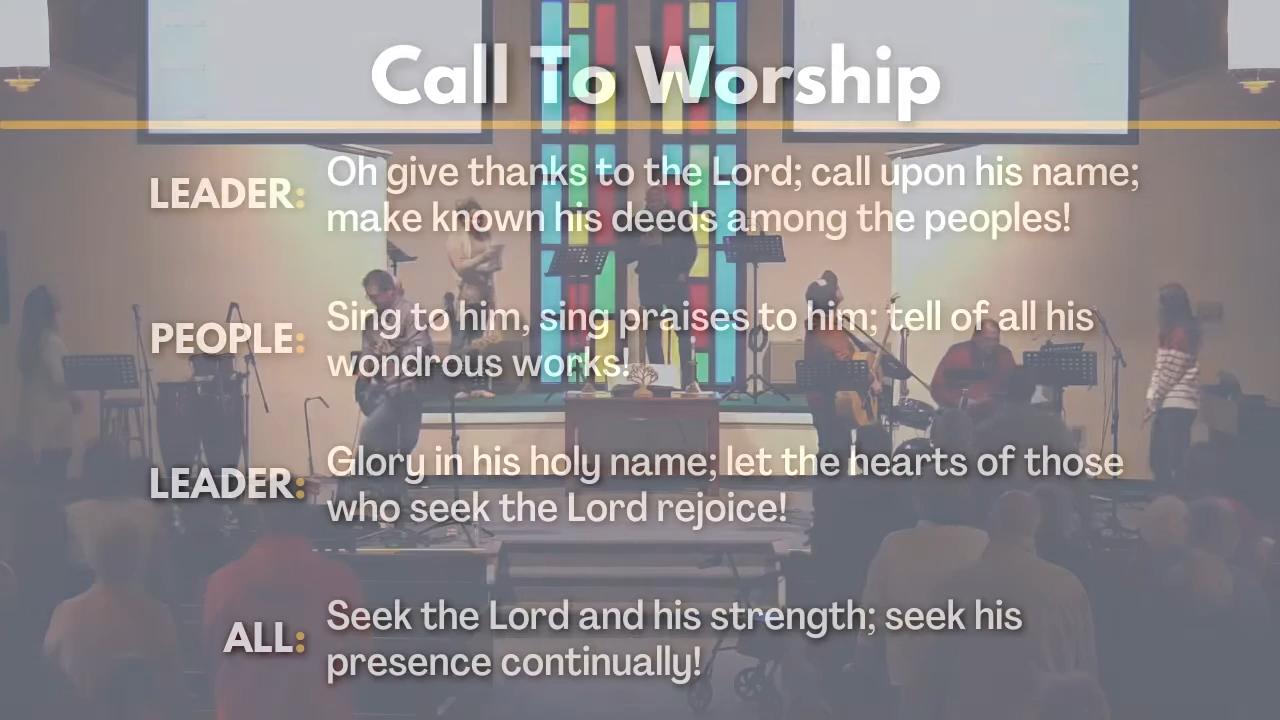 Call To Worship
LEADER: Oh give thanks to the Lord; call upon his name;
make known his deeds among the peoples!
PEOPLE: Sing to him, sing praises to him; tell of all his
wondrous works!
LEADER: Glory in his holy name; let the hearts of those
who seek the Lord rejoice!
ALL: Seek the Lord and his strength; seek his
presence continually!